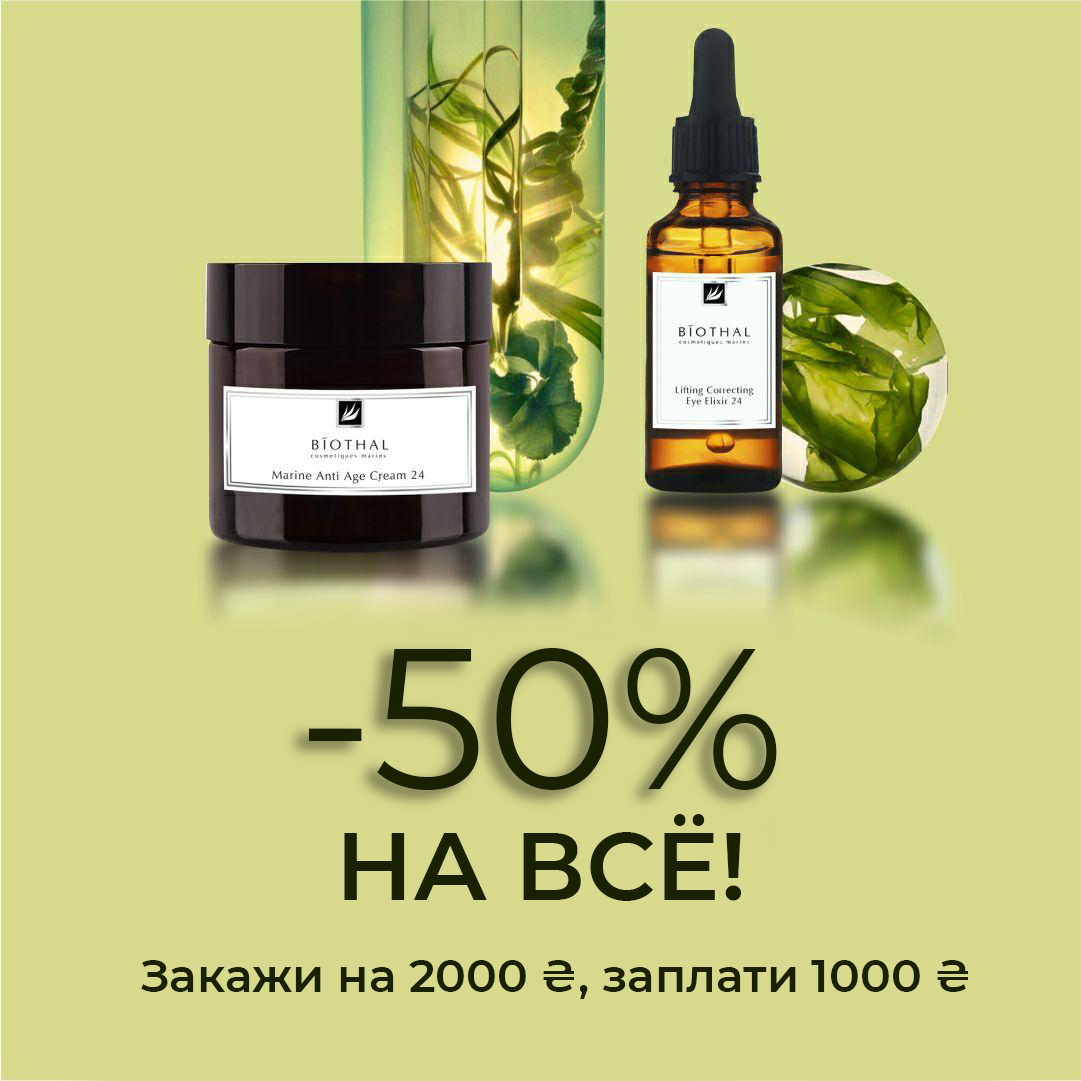 BÏOTHAL
cosmetiques marins
Marine Anti Age Cream 24
BÏOTHAL
cosmetiques marins
Lifting Correcting
Eye Elixir 24
-50%
НА ВСЁ!
Закажи на 2000 ₴, заплати 1000 ₴